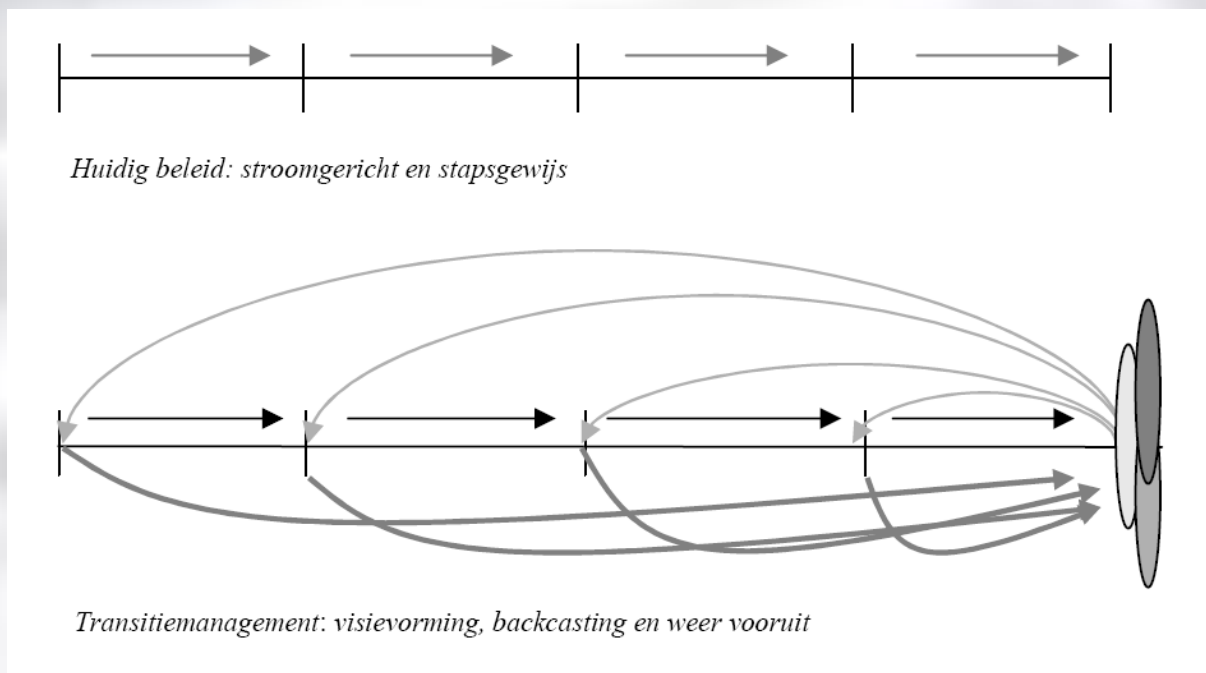 Huidig beleid: stroomgericht en stapsgewijs
Transitiemanagement: visievorming, backcasting en weer vooruit